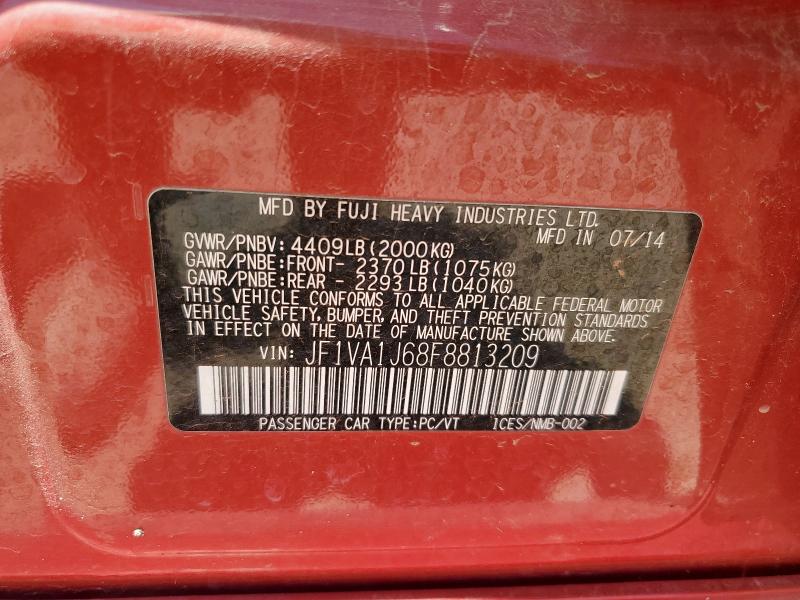 MFD BY FUJI HEAVY INDUSTRIES LTD.
MFD IN 07/14
GVWR/PNBV: 4409LB(2000KG)
GAWR/PNBE:FRONT- 2370LB(1075KG)
GAWR/PNBE:REAR - 2293LB(1040KG)
THIS VEHICLE CONFORMS TO ALL APPLICABLE FEDERAL MOTOR
VEHICLE SAFETY, BUMPER, AND THEFT PREVENTION STANDARDS
IN EFFECT ON THE DATE OF MANUFACTURE SHOWN ABOVE.
VIN: JF1VA1J68F8813209
PASSENGER CAR TYPE:PC/VT 1CES/NMB-002